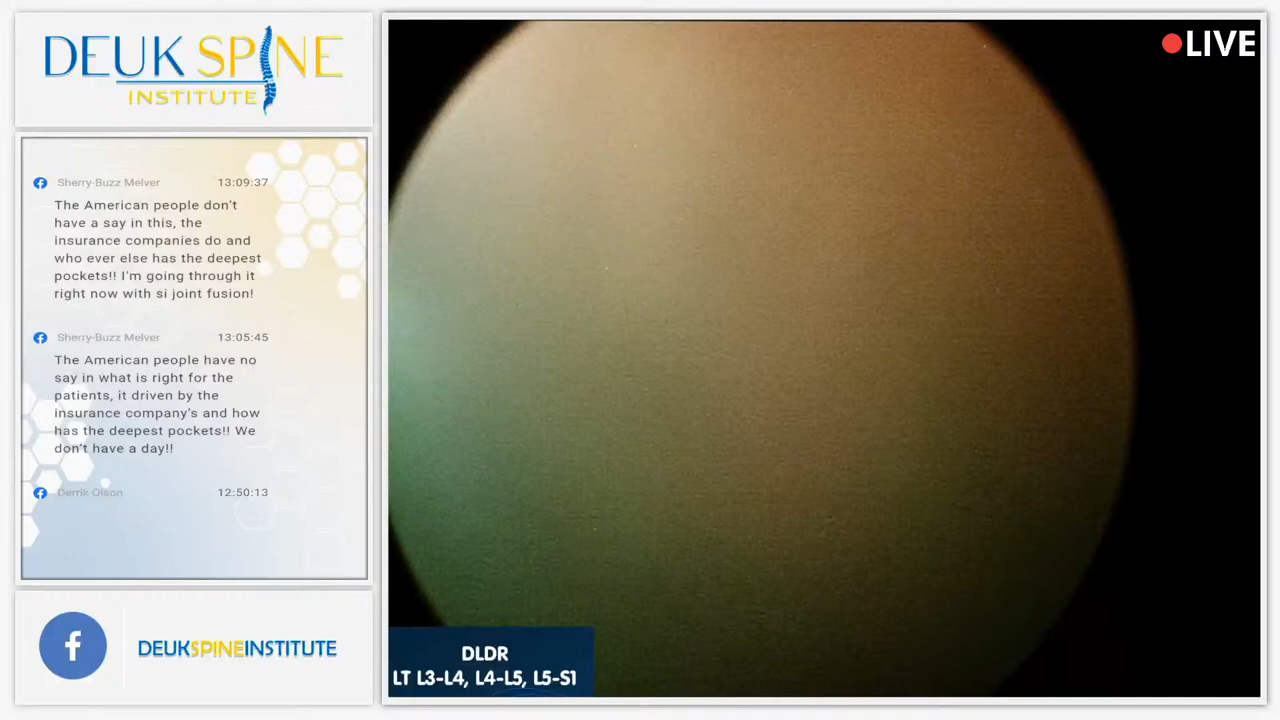 DEUK SPINE
INSTITUTE
Sherry-Buzz Melver 13:09:37
The American people don't
have a say in this, the
insurance companies do and
who ever else has the deepest
pockets!! I'm going through it
right now with si joint fusion!
Sherry-Buzz Melver 13:05:45
The American people have no
say in what is right for the
patients, it driven by the
insurance company's and how
has the deepest pockets!! We
don't have a day!!
Derrik Olson 12:50:13
f
DEUKSPINEINSTITUTE
LIVE
DLDR
LT L3-L4, L4-L5, L5-S1